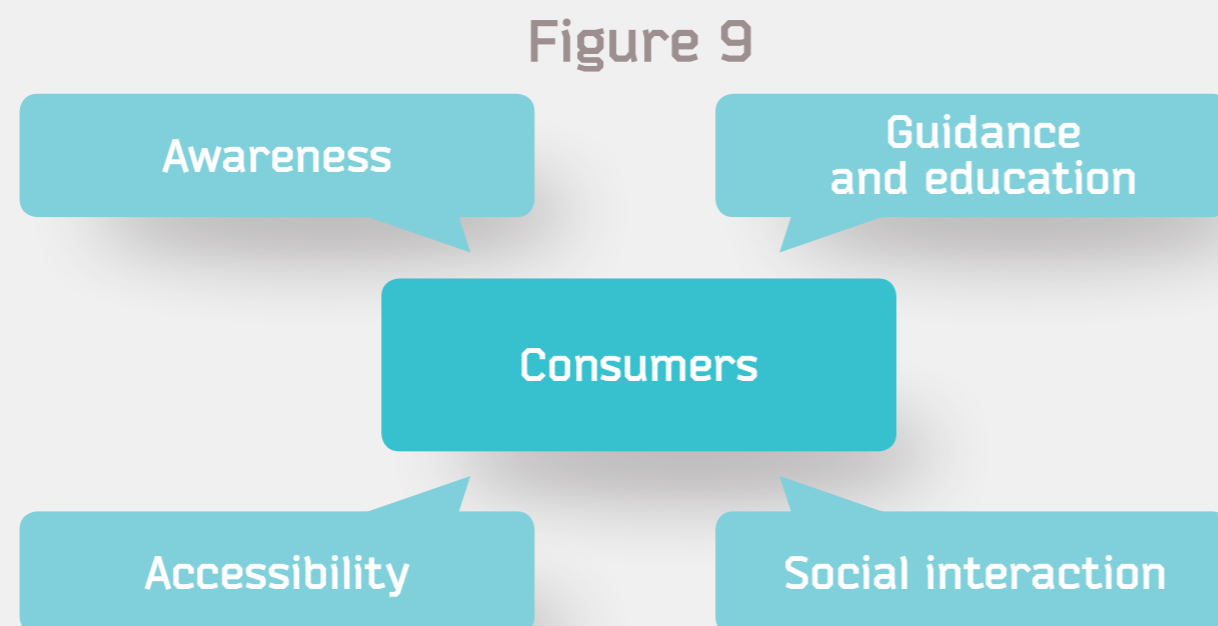 Figure 9
Awareness
Guidance
and education
Consumers
Accessibility
Social interaction